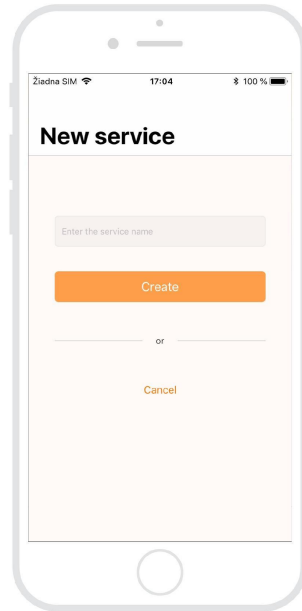 Žiadna SIM 17:04 100 %
New service
Enter the service name
Create
or
Cancel